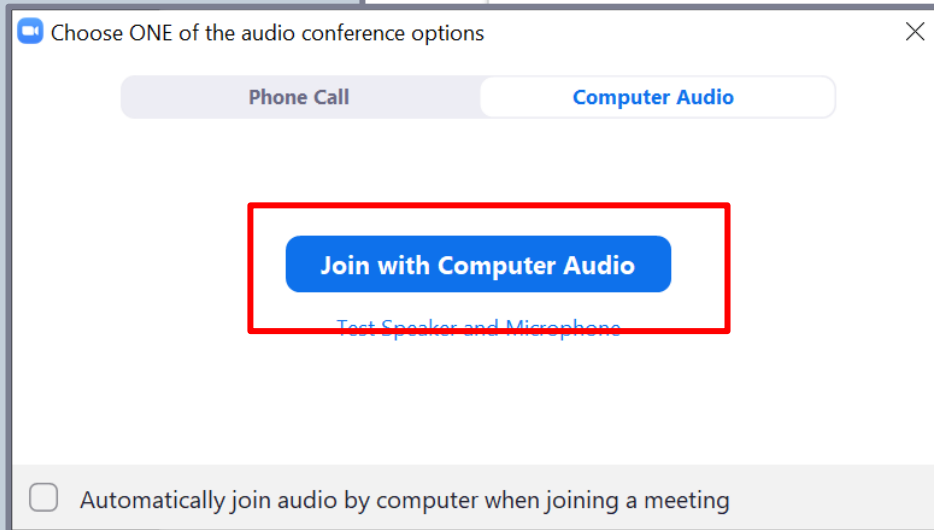 Choose ONE of the audio conference options
Phone Call
Computer Audio
Join with Computer Audio
Test Speaker and Microphone
Automatically join audio by computer when joining a meeting